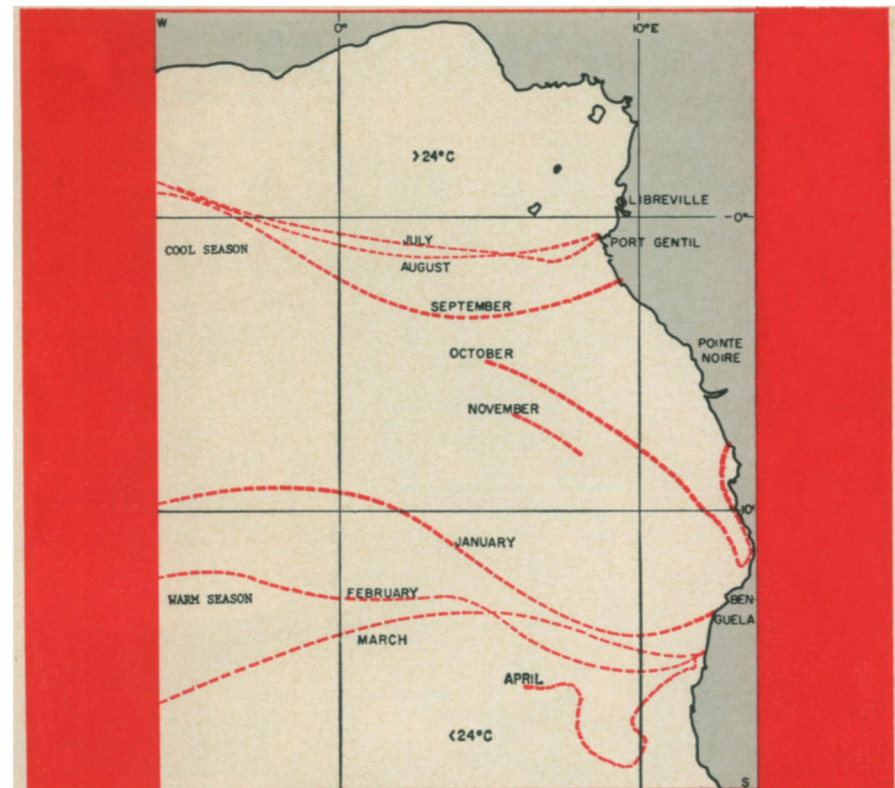 W
0°
10°E
>24°C
LIBREVILLE
0°
JULY
PORT GENTIL
COOL SEASON
AUGUST
SEPTEMBER
POINTE
NOIRE
OCTOBER
NOVEMBER
10°
JANUARY
FEBRUARY
WARM SEASON
BEN-
GUELA
MARCH
APRIL
<24°C
S